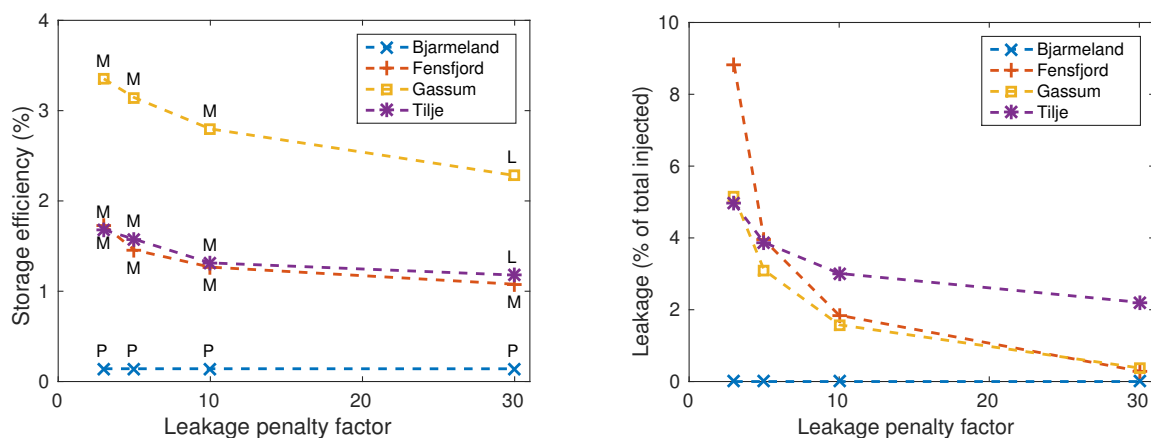 4
3
2
1
0
Storage efficiency (%)
M
M
M
L
M
M
M
M
M
M
L
M
P
P
P
P
Bjarmeland
Fensfjord
Gassum
Tilje
0
10
20
30
Leakage penalty factor
10
8
6
4
2
0
Leakage (% of total injected)
Bjarmeland
Fensfjord
Gassum
Tilje
0
10
20
30
Leakage penalty factor